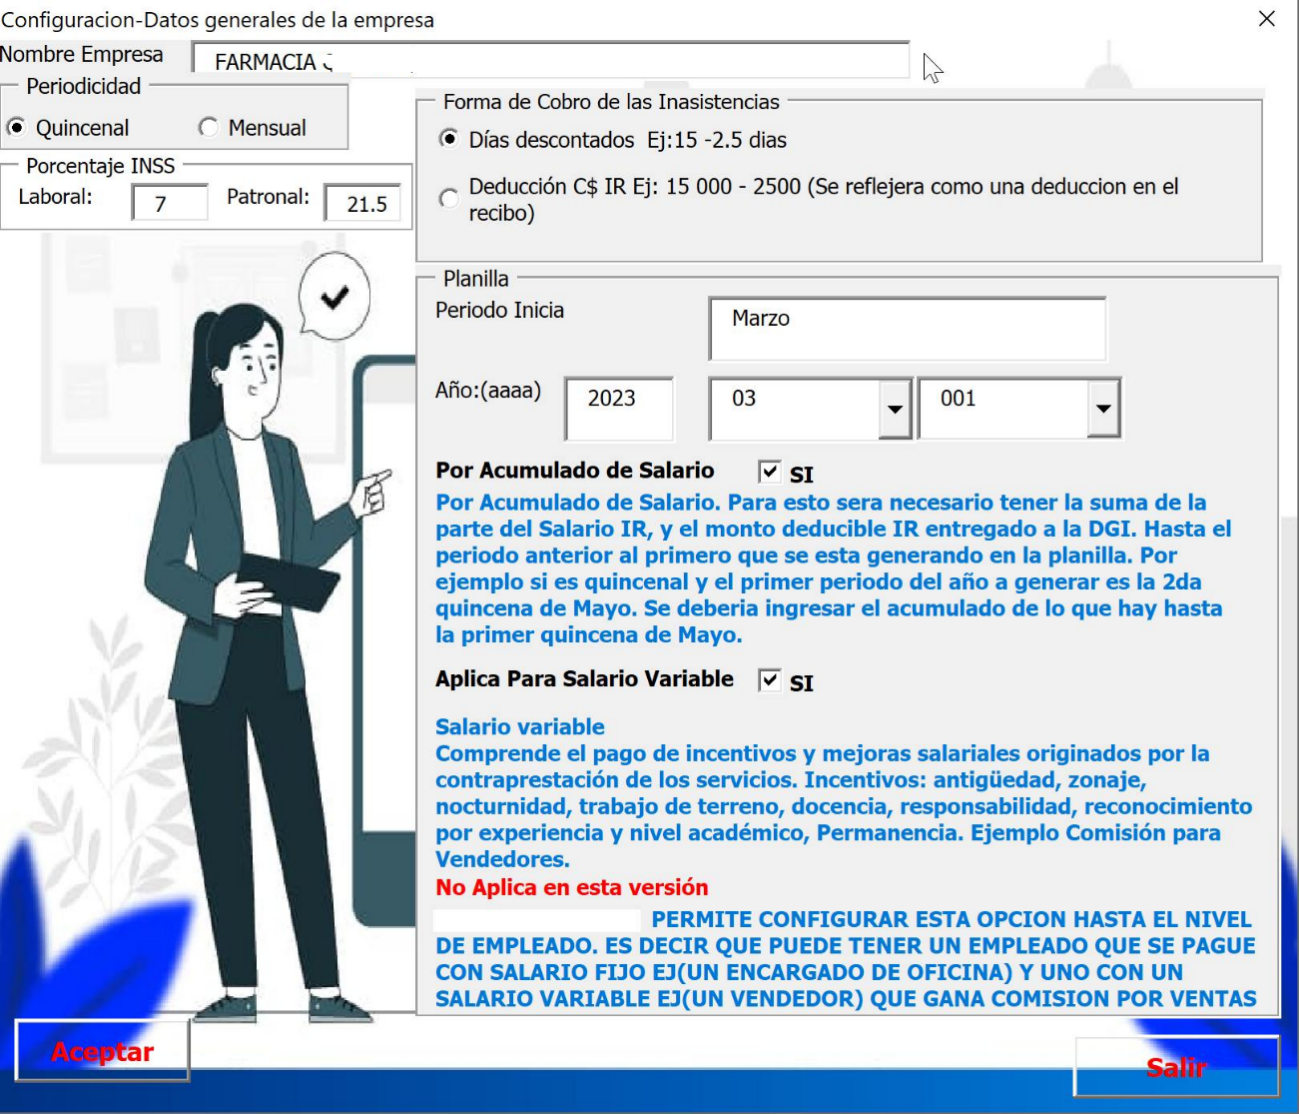 Configuracion-Datos generales de la empresa
Nombre Empresa
FARMACIA
Periodicidad
Quincenal
Mensual
Porcentaje INSS
Laboral:
7
Patronal:
21.5
Forma de Cobro de las Inasistencias
Días descontados Ej:15 -2.5 dias
Deducción C$ IR Ej: 15 000 - 2500 (Se reflejera como una deduccion en el
recibo)
Planilla
Periodo Inicia
Marzo
Año:(aaaa)
2023
03
001
Por Acumulado de Salario
SI
Por Acumulado de Salario. Para esto sera necesario tener la suma de la
parte del Salario IR, y el monto deducible IR entregado a la DGI. Hasta el
periodo anterior al primero que se esta generando en la planilla. Por
ejemplo si es quincenal y el primer periodo del año a generar es la 2da
quincena de Mayo. Se deberia ingresar el acumulado de lo que hay hasta
la primer quincena de Mayo.
Aplica Para Salario Variable
SI
Salario variable
Comprende el pago de incentivos y mejoras salariales originados por la
contraprestación de los servicios. Incentivos: antigüedad, zonaje,
nocturnidad, trabajo de terreno, docencia, responsabilidad, reconocimiento
por experiencia y nivel académico, Permanencia. Ejemplo Comisión para
Vendedores.
No Aplica en esta versión
PERMITE CONFIGURAR ESTA OPCION HASTA EL NIVEL
DE EMPLEADO. ES DECIR QUE PUEDE TENER UN EMPLEADO QUE SE PAGUE
CON SALARIO FIJO EJ(UN ENCARGADO DE OFICINA) Y UNO CON UN
SALARIO VARIABLE EJ(UN VENDEDOR) QUE GANA COMISION POR VENTAS
Aceptar
Salir